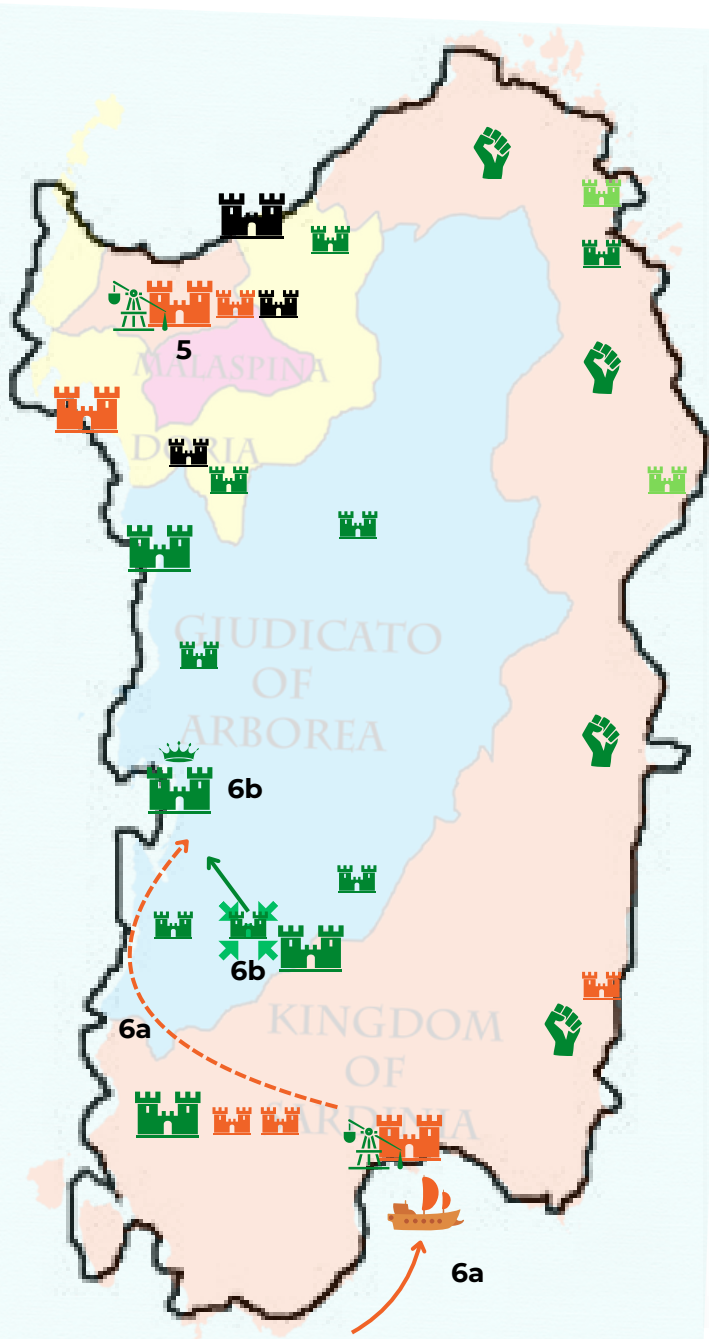 5
MALASPINA
DORIA
GIUDICATO
OF
ARBOREA
6b
6b
6a
KINGDOM
OF
SARDINIA
6a